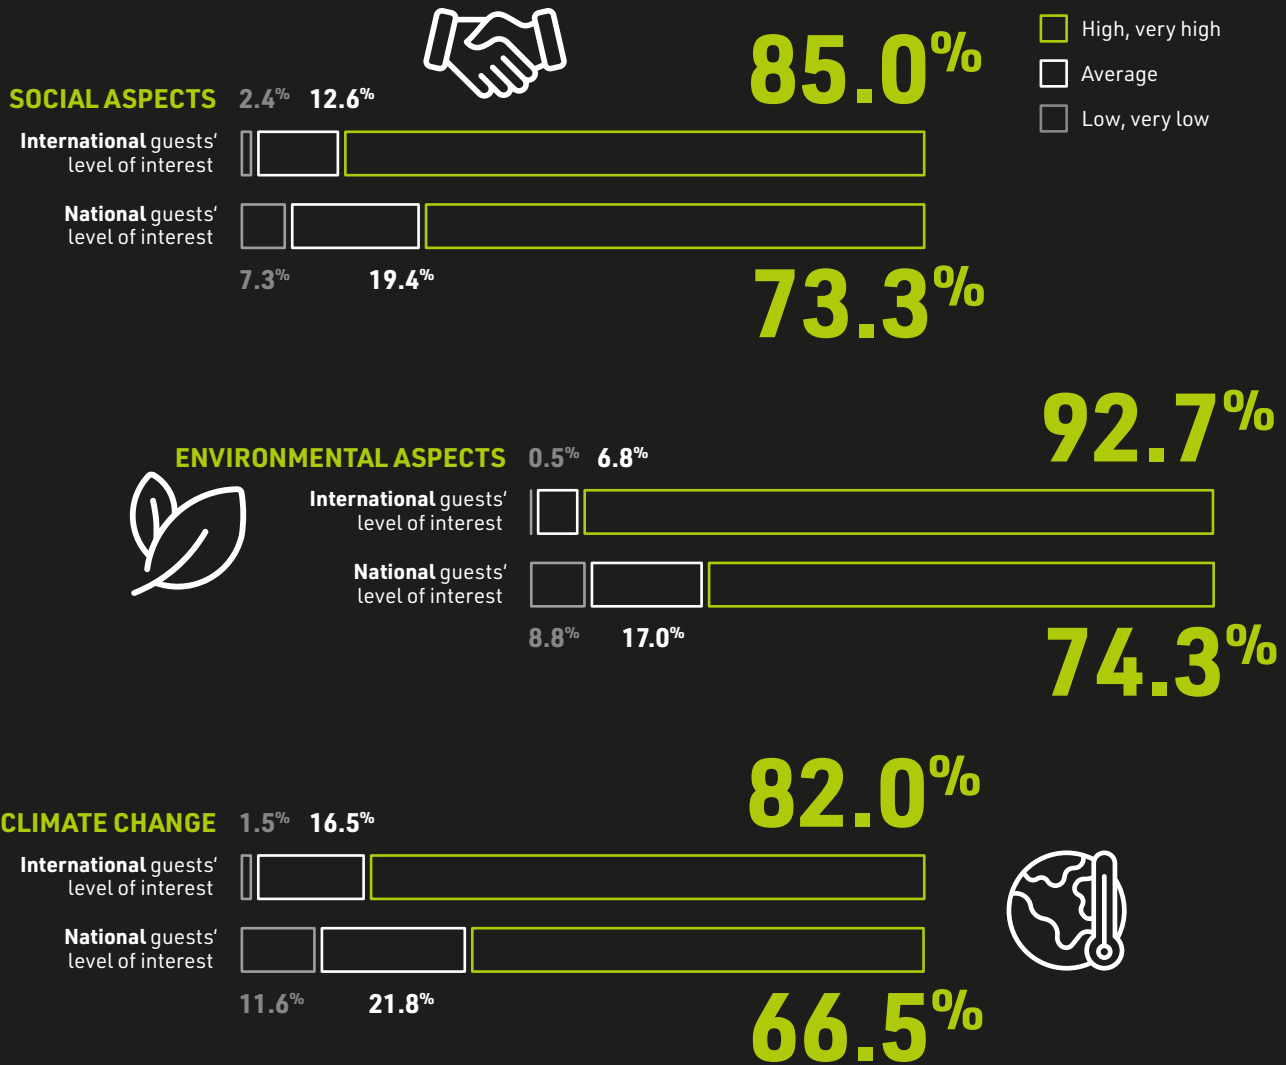 High, very high
Average
Low, very low
85.0%
SOCIAL ASPECTS 2.4% 12.6%
International guests‘
level of interest
National guests‘
level of interest
7.3% 19.4%
73.3%
92.7%
ENVIRONMENTAL ASPECTS 0.5% 6.8%
International guests‘
level of interest
National guests‘
level of interest
8.8% 17.0%
74.3%
82.0%
CLIMATE CHANGE 1.5% 16.5%
International guests‘
level of interest
National guests‘
level of interest
11.6% 21.8%
66.5%